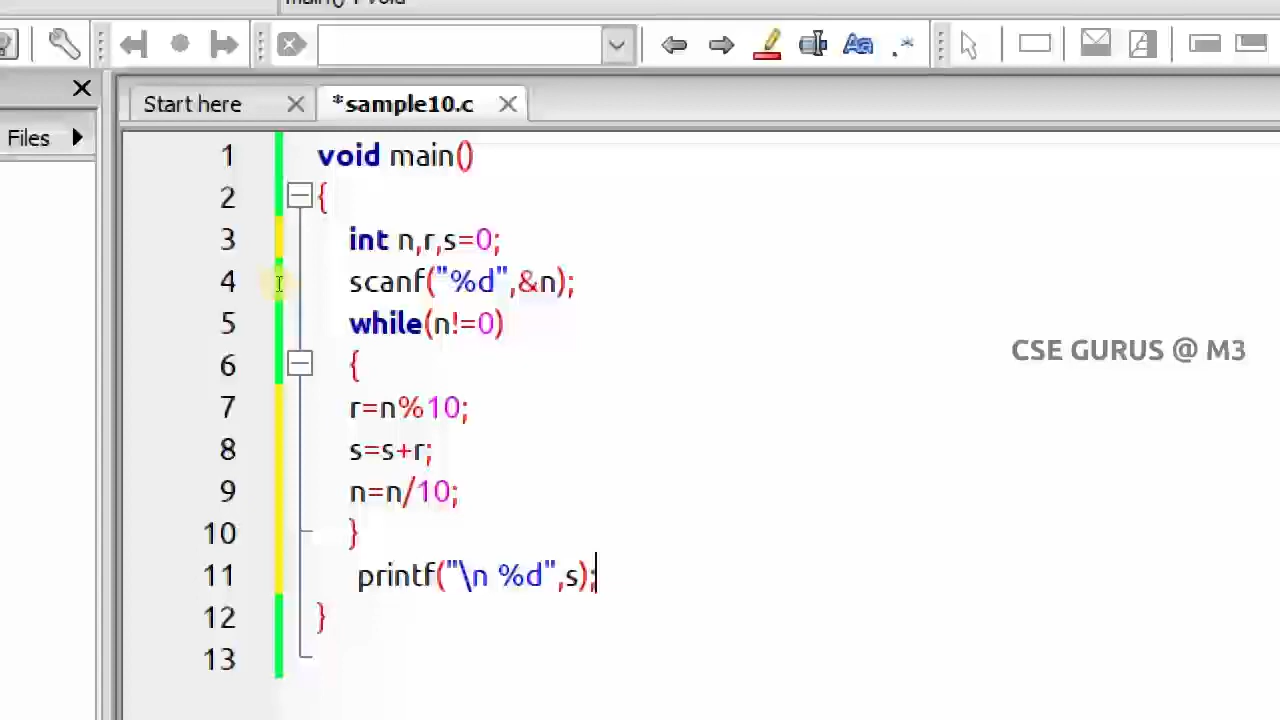 main() : void
Start here
*sample10.c
Files
1 void main()
2 {
3 int n,r,s=0;
4 scanf("%d",&n);
5 while(n!=0)
6 {
7 r=n%10;
8 s=s+r;
9 n=n/10;
10 }
11 printf("\n %d",s);
12 }
13
CSE GURUS @ M3